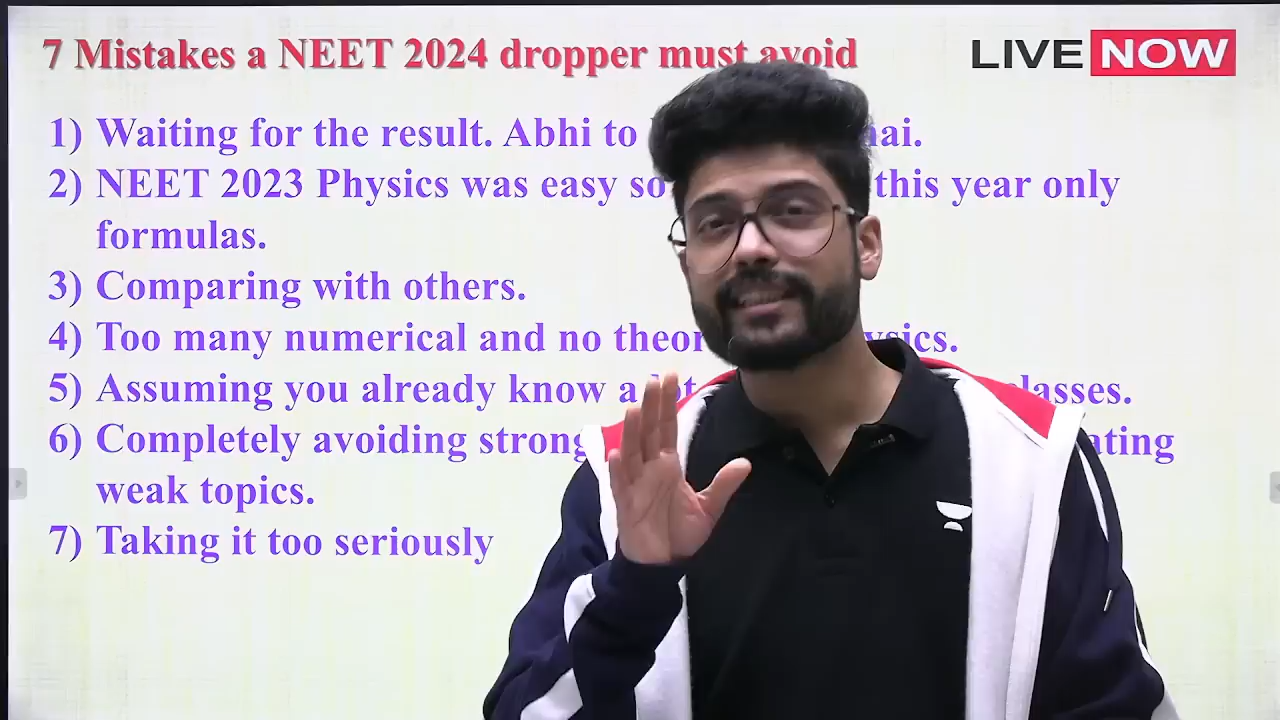 7 Mistakes a NEET 2024 dropper must avoid
LIVE NOW
1) Waiting for the result. Abhi to
2) NEET 2023 Physics was easy so this year only
formulas.
3) Comparing with others.
4) Too many numerical and no
5) Assuming you already know a
6) Completely avoiding
weak topics.
7) Taking it too seriously